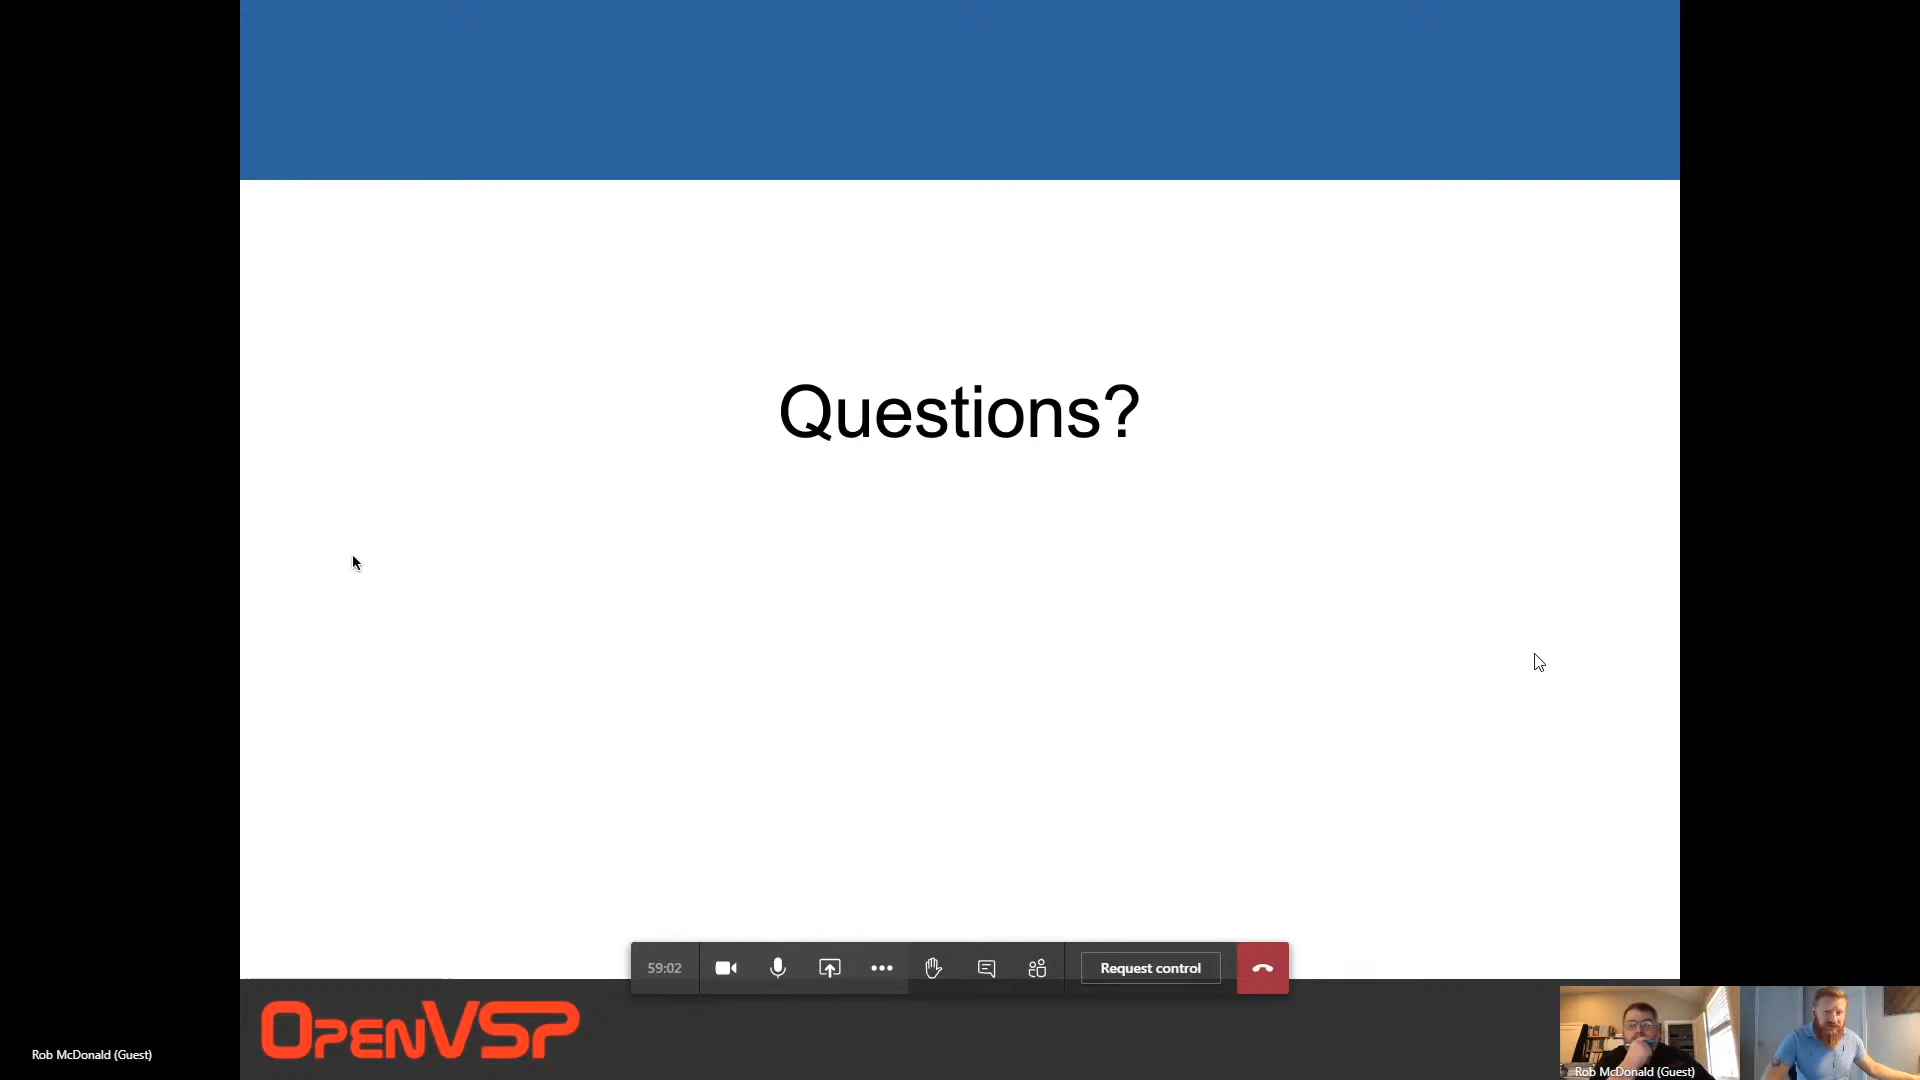 Questions?
59:02
Request control
OpenVSP
Rob McDonald (Guest)
Rob McDonald (Guest)